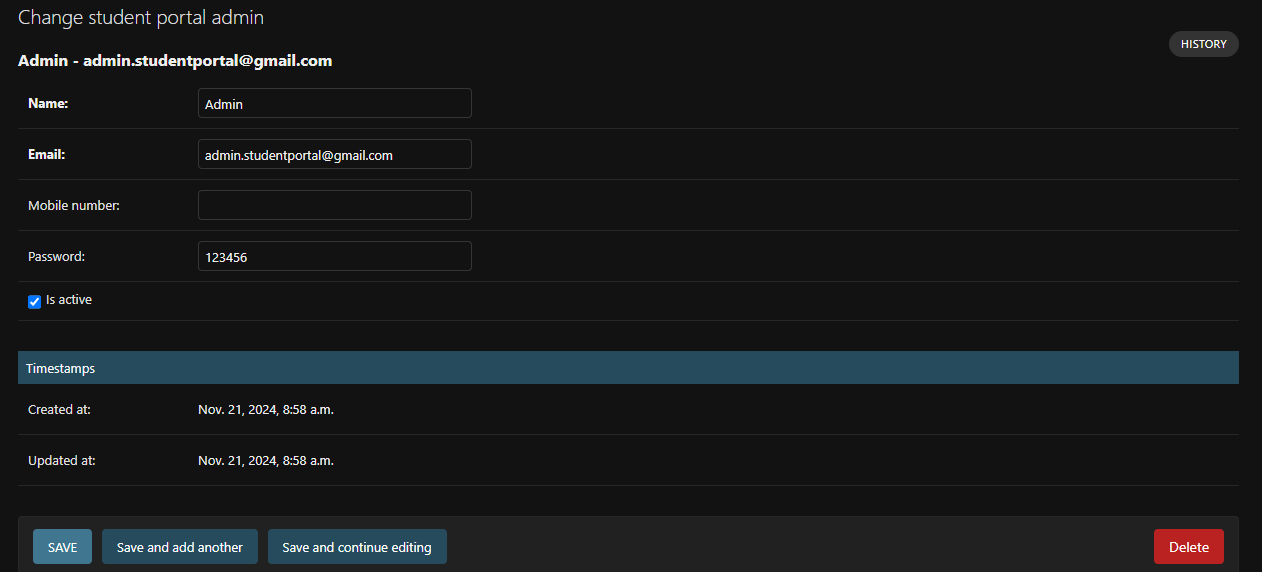 Change student portal admin
HISTORY
Admin - admin.studentportal@gmail.com
Name: Admin
Email: admin.studentportal@gmail.com
Mobile number:
Password: 123456
Is active
Timestamps
Created at: Nov. 21, 2024, 8:58 a.m.
Updated at: Nov. 21, 2024, 8:58 a.m.
SAVE Save and add another Save and continue editing Delete